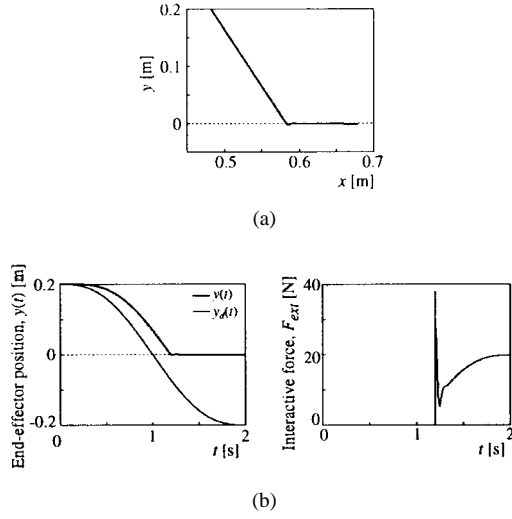 0.2
0.1
0
y [m]
0.5 0.6 0.7
x [m]
(a)
End-effector position, y(t) [m]
0.2
0
-0.2
y(t)
y_d(t)
0 1 2
t [s]
Interactive force, F_ext [N]
40
20
0
0 1 2
t [s]
(b)